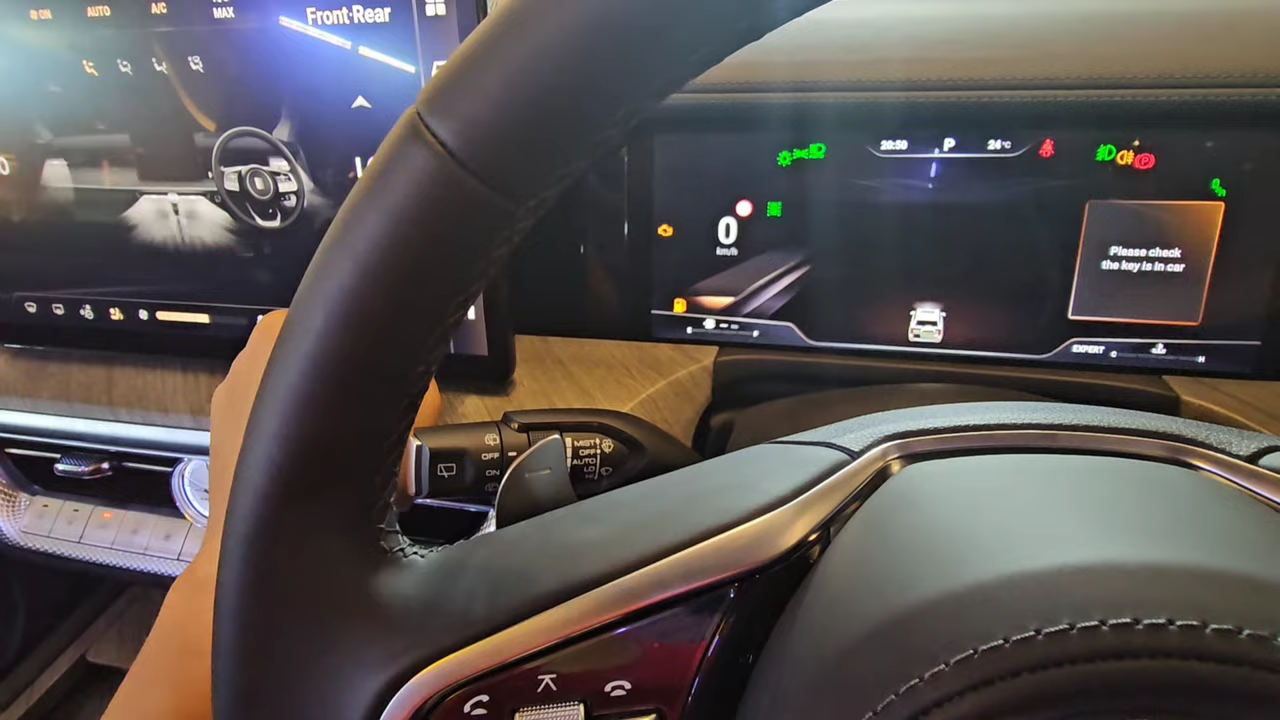 ON
AUTO
A/C
MAX
Front·Rear
20:50
P
24°C
0
km/h
Please check
the key is in car
EXPERT
C
H
OFF
ON
MIST
OFF
AUTO
LO